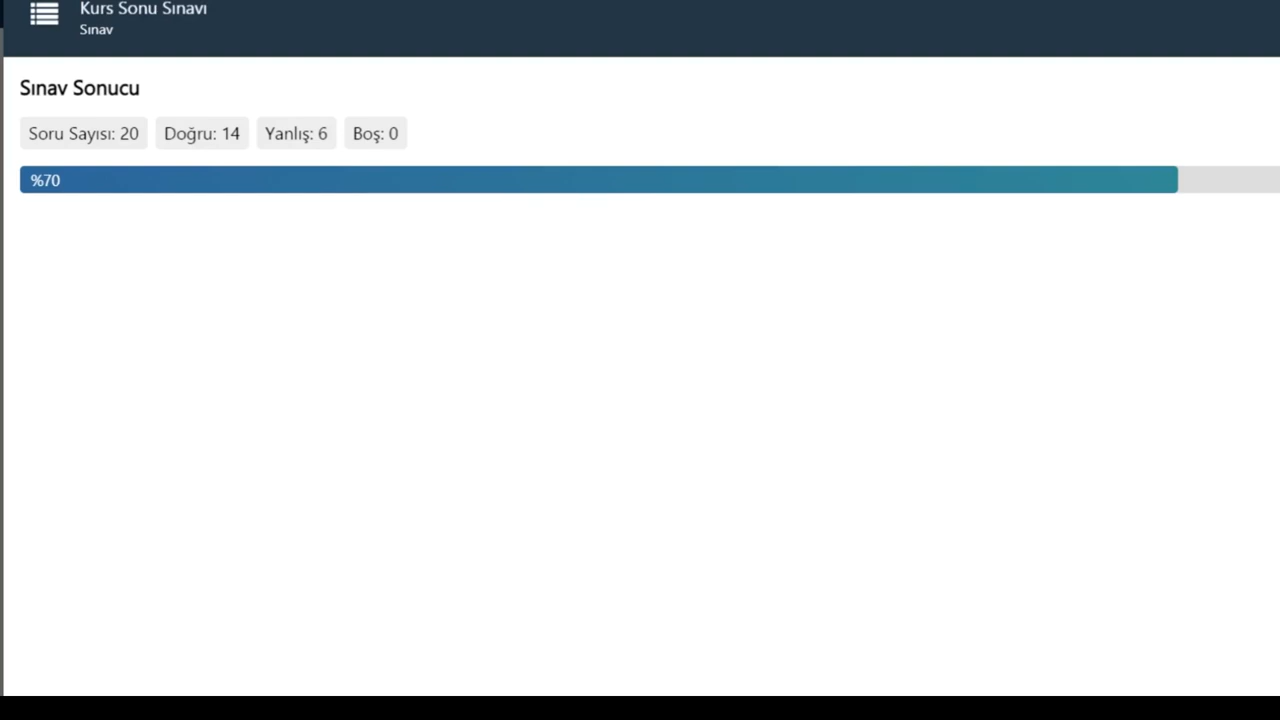 Kurs Sonu Sınavı
Sınav
Sınav Sonucu
Soru Sayısı: 20 Doğru: 14 Yanlış: 6 Boş: 0
%70